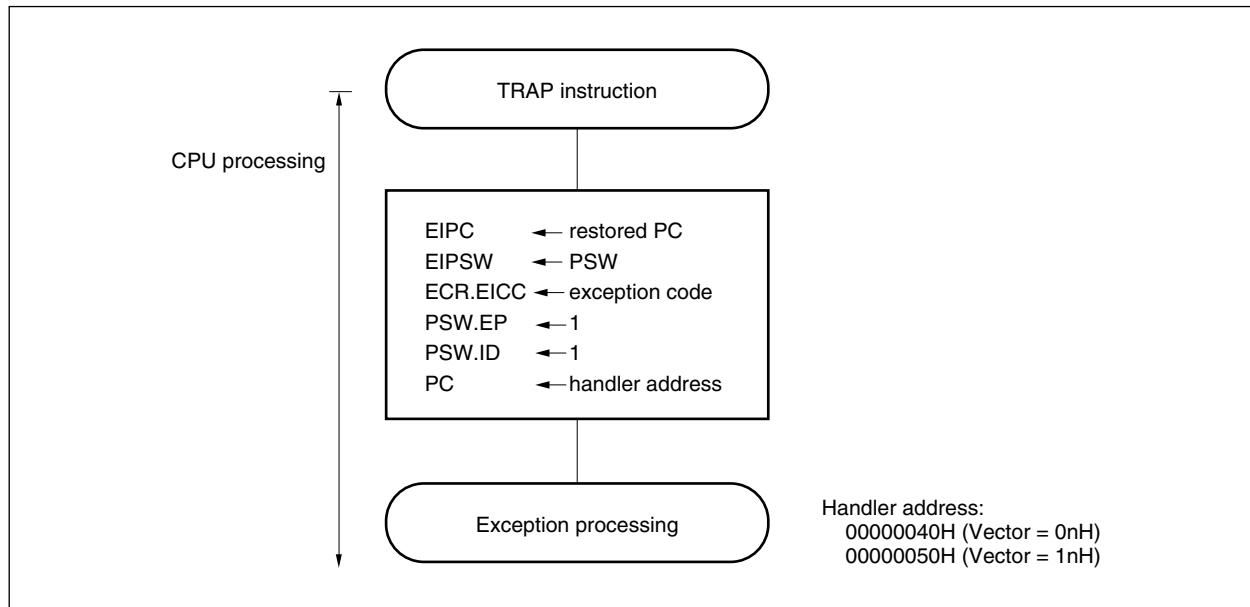 TRAP instruction
CPU processing
EIPC ← restored PC
EIPSW ← PSW
ECR.EICC ← exception code
PSW.EP ← 1
PSW.ID ← 1
PC ← handler address
Exception processing
Handler address:
00000040H (Vector = 0nH)
00000050H (Vector = 1nH)